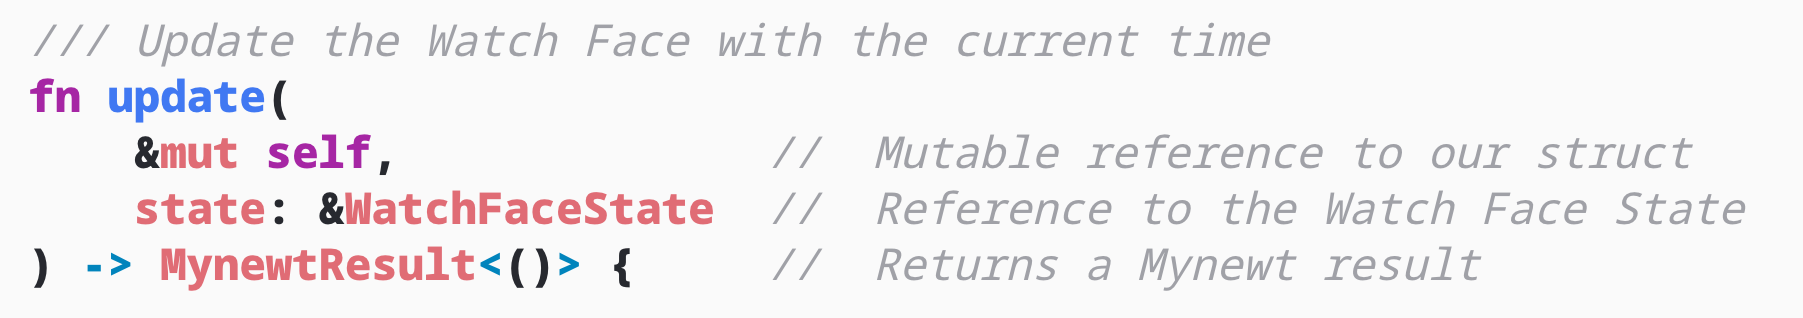 /// Update the Watch Face with the current time
fn update(
    &mut self,              //  Mutable reference to our struct
    state: &WatchFaceState  //  Reference to the Watch Face State
) -> MynewtResult<()> {     //  Returns a Mynewt result